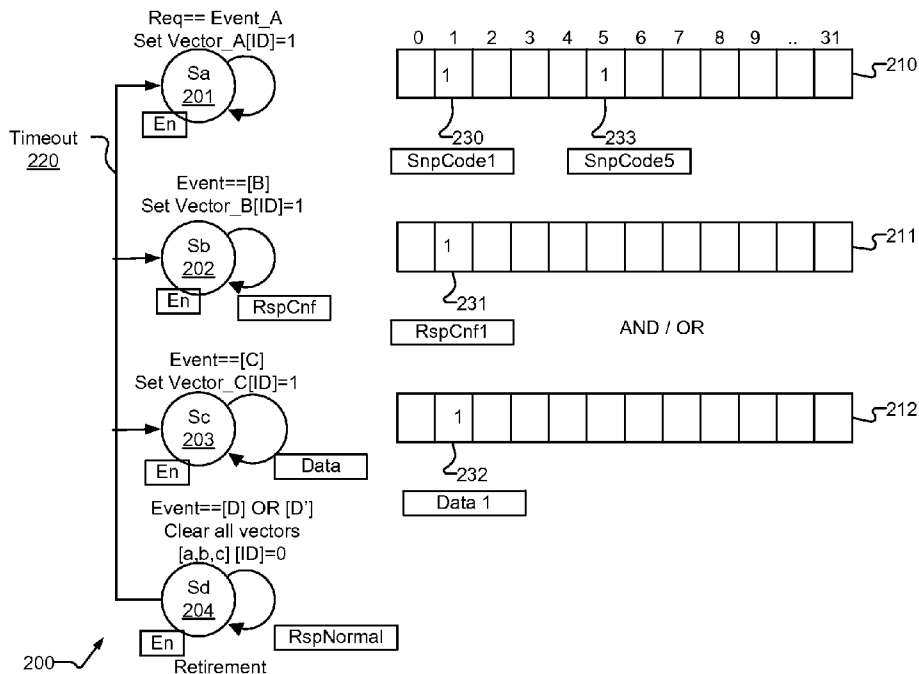 Req== Event_A
Set Vector_A[ID]=1
Sa
201
En
Timeout
220
0 1 2 3 4 5 6 7 8 9 .. 31
1 1
210
230 233
SnpCode1 SnpCode5
Event==[B]
Set Vector_B[ID]=1
Sb
202
En
RspCnf
1
211
231
RspCnf1
AND / OR
Event==[C]
Set Vector_C[ID]=1
Sc
203
En
Data
1
212
232
Data 1
Event==[D] OR [D']
Clear all vectors
[a,b,c] [ID]=0
Sd
204
En
RspNormal
Retirement
200